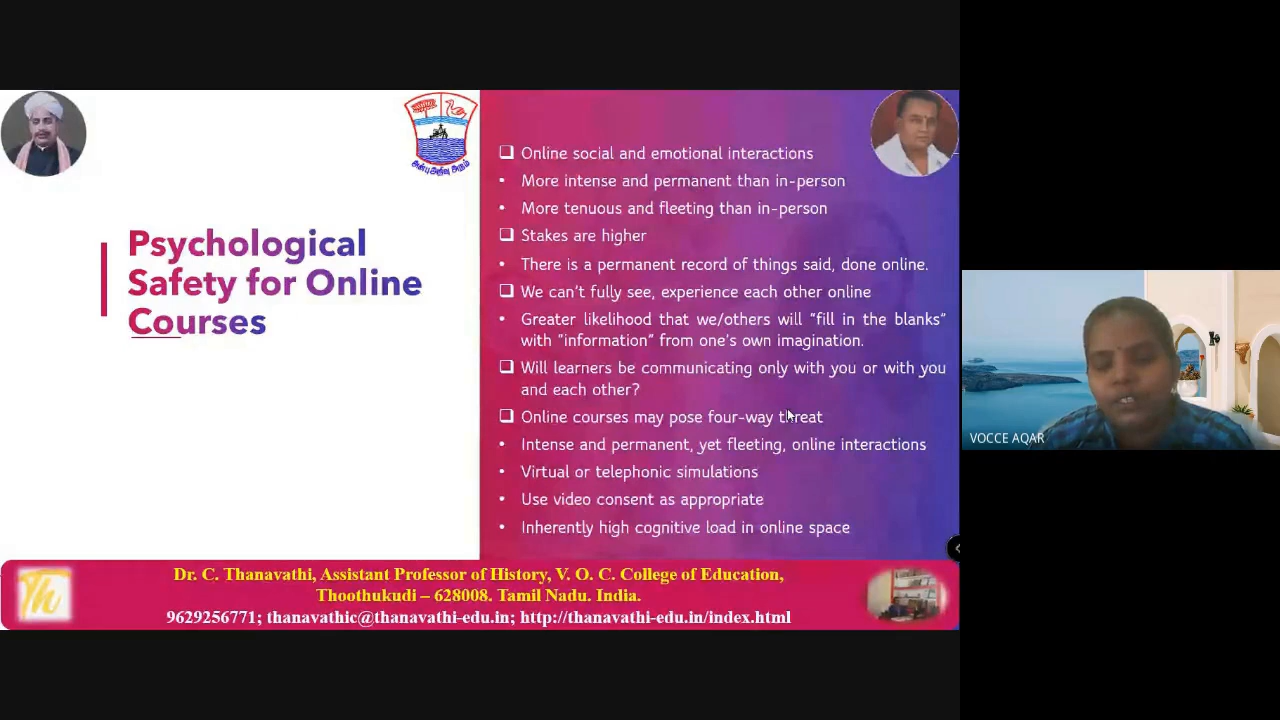 Psychological
Safety for Online
Courses
❑ Online social and emotional interactions
• More intense and permanent than in-person
• More tenuous and fleeting than in-person
❑ Stakes are higher
• There is a permanent record of things said, done online.
❑ We can't fully see, experience each other online
• Greater likelihood that we/others will "fill in the blanks"
with "information" from one's own imagination.
❑ Will learners be communicating only with you or with you
and each other?
❑ Online courses may pose four-way threat
• Intense and permanent, yet fleeting, online interactions
• Virtual or telephonic simulations
• Use video consent as appropriate
• Inherently high cognitive load in online space
VOCCE AQAR
Th
Dr. C. Thanavathi, Assistant Professor of History, V. O. C. College of Education,
Thoothukudi – 628008. Tamil Nadu. India.
9629256771; thanavathic@thanavathi-edu.in; http://thanavathi-edu.in/index.html